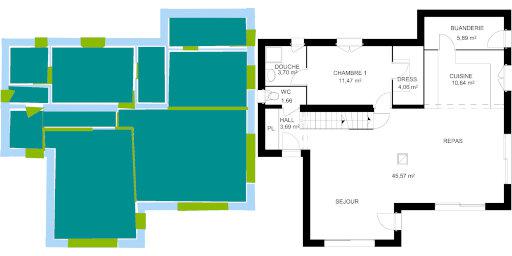 BUANDERIE
5,89 m²
DOUCHE
3,70 m²
CHAMBRE 1
11,47 m²
DRESS
4,06 m²
CUISINE
10,64 m²
WC
1,66
HALL
3,69 m²
PL
REPAS
45,57 m²
SEJOUR